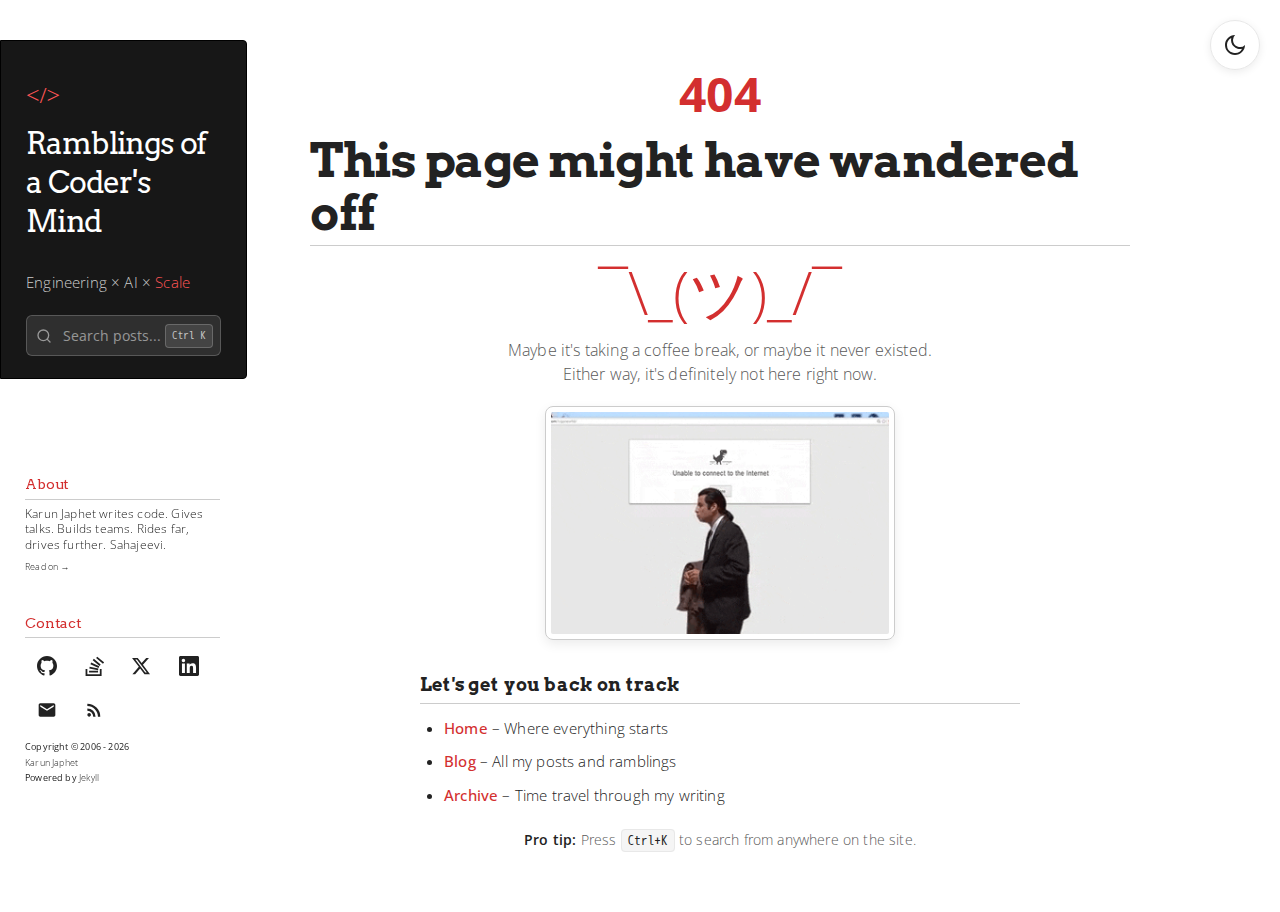 </>
Ramblings of
a Coder's
Mind
Engineering × AI × Scale
Search posts...
Ctrl K
About
Karun Japhet writes code. Gives
talks. Builds teams. Rides far,
drives further. Sahajeevi.
Read on →
Contact
Copyright © 2006 - 2026
Karun Japhet
Powered by Jekyll
404
This page might have wandered
off
¯\_(ツ)_/¯
Maybe it's taking a coffee break, or maybe it never existed.
Either way, it's definitely not here right now.
Unable to connect to the Internet
Let's get you back on track
Home – Where everything starts
Blog – All my posts and ramblings
Archive – Time travel through my writing
Pro tip: Press Ctrl+K to search from anywhere on the site.